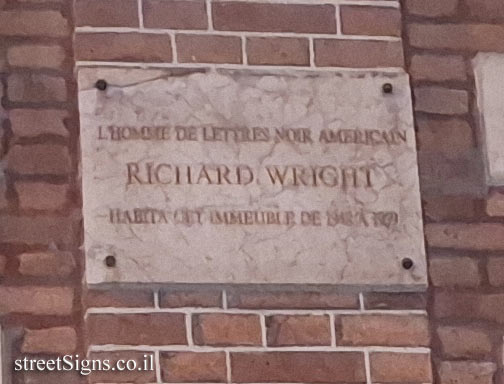 L'HOMME DE LETTRES NOIR AMERICAIN
RICHARD WRIGHT
HABITA CET IMMEUBLE DE 1948 A 1959
streetSigns.co.il